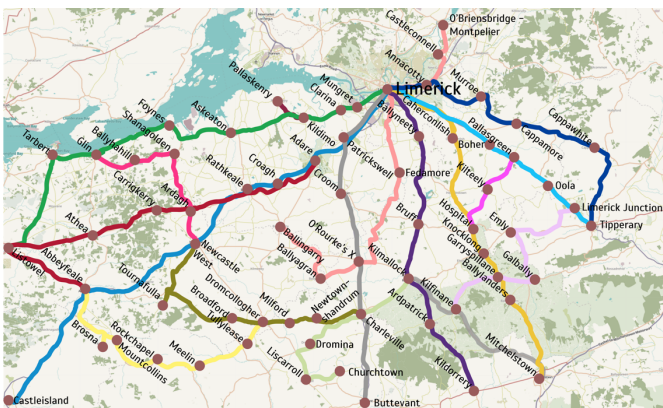 O'Briensbridge -
Montpelier
Castleconnell
Annacotty
Murroe
Limerick
Mungret
Clarina
Pallaskenry
Kildimo
Askeaton
Foynes
Shanagolden
Ballyhahill
Glin
Tarbert
Caherconlish
Ballyneety
Boher
Pallasgreen
Cappamore
Cappawhite
Patrickswell
Adare
Croom
Croagh
Rathkeale
Ardagh
Carrigkerry
Athea
Listowel
Abbeyfeale
Fedamore
Kilteely
Oola
Limerick Junction
Tipperary
Emly
Hospital
Knocklong
Garryspillane
Ballylanders
Galbally
Bruff
O'Rourke's X
Ballingarry
Ballyagran
Kilmallock
Kilfinane
Ardpatrick
Newcastle
West
Tournafulla
Dromcollogher
Broadford
Tullylease
Milford
Newtown-
shandrum
Charleville
Mitchelstown
Brosna
Mountcollins
Rockchapel
Meelin
Dromina
Liscarroll
Churchtown
Kildorrery
Castleisland
Buttevant